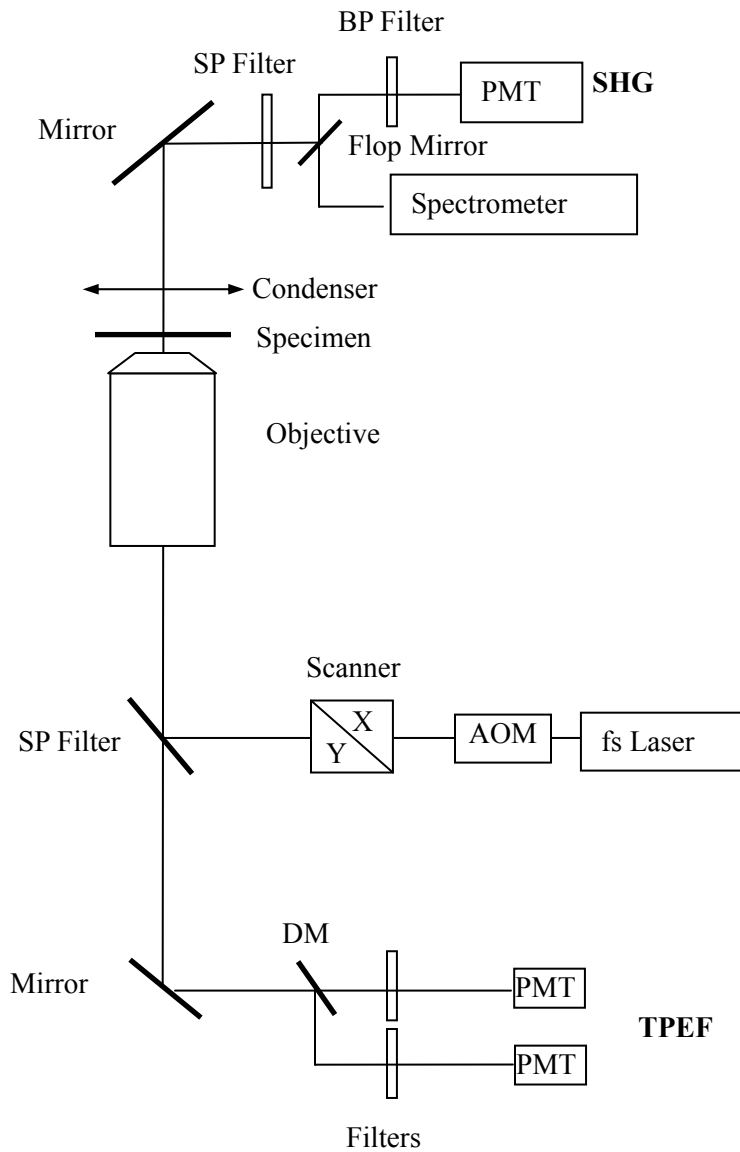 BP Filter
SP Filter
PMT
SHG
Mirror
Flop Mirror
Spectrometer
Condenser
Specimen
Objective
Scanner
X
Y
AOM
fs Laser
SP Filter
DM
Mirror
PMT
TPEF
PMT
Filters